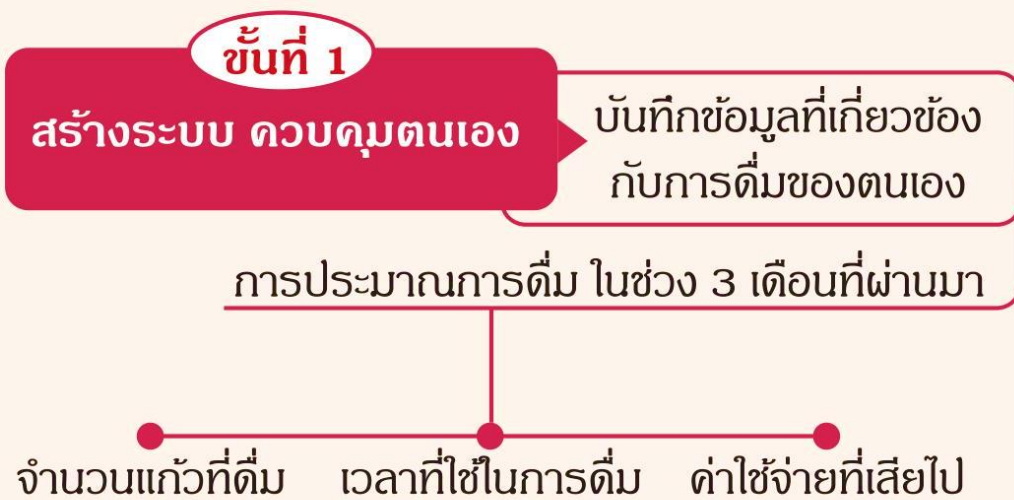 ขั้นที่ 1
สร้างระบบ ควบคุมตนเอง
บันทึกข้อมูลที่เกี่ยวข้อง
กับการดื่มของตนเอง
การประมาณการดื่ม ในช่วง 3 เดือนที่ผ่านมา
จำนวนแก้วที่ดื่ม เวลาที่ใช้ในการดื่ม ค่าใช้จ่ายที่เสียไป